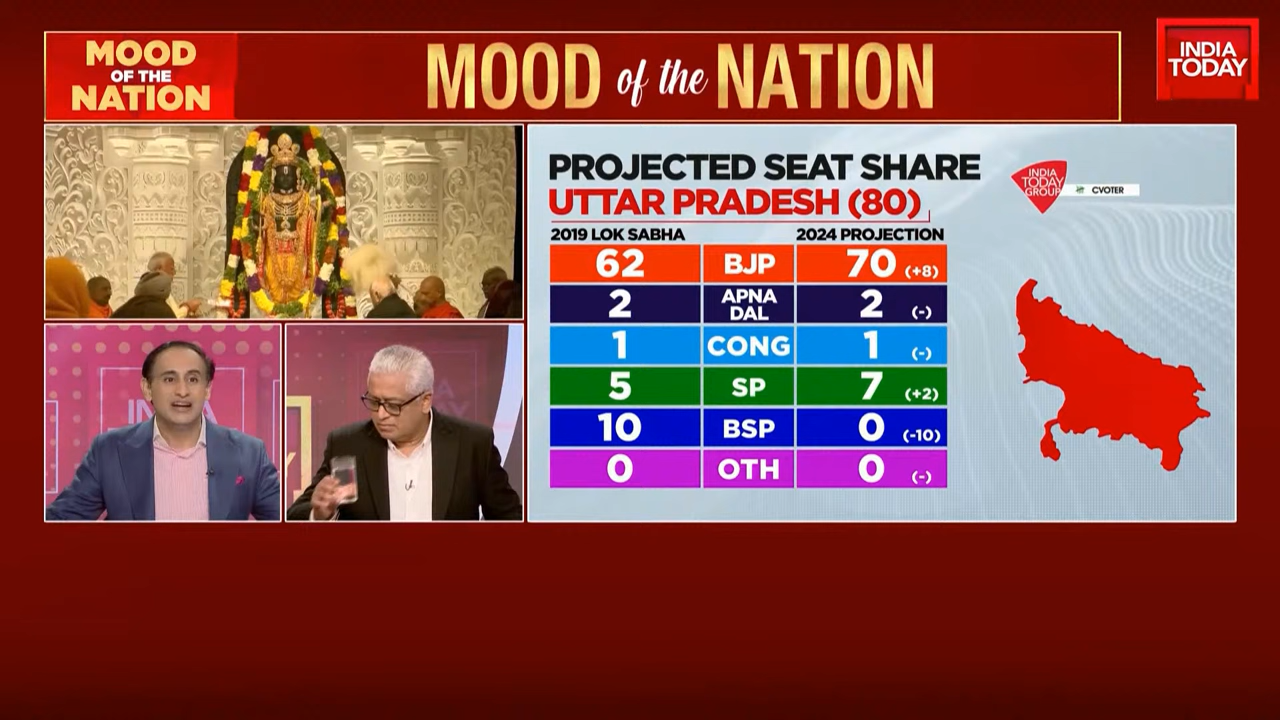 MOOD
OF THE
NATION
MOOD of the NATION
INDIA
TODAY
PROJECTED SEAT SHARE
UTTAR PRADESH (80)
INDIA
TODAY
GROUP
CVOTER
2019 LOK SABHA 2024 PROJECTION
62 BJP 70 (+8)
2 APNA DAL 2 (-)
1 CONG 1 (-)
5 SP 7 (+2)
10 BSP 0 (-10)
0 OTH 0 (-)
INDIA